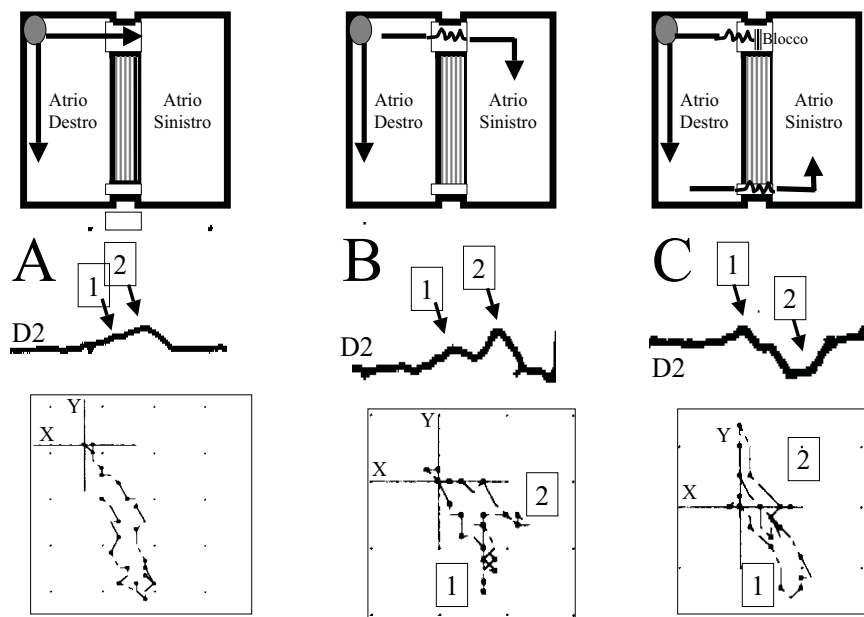 Atrio
Destro
Atrio
Sinistro
Atrio
Destro
Atrio
Sinistro
Blocco
Atrio
Destro
Atrio
Sinistro
A
1
2
D2
B
1
2
D2
C
1
2
D2
Y
X
Y
X
2
1
Y
X
2
1